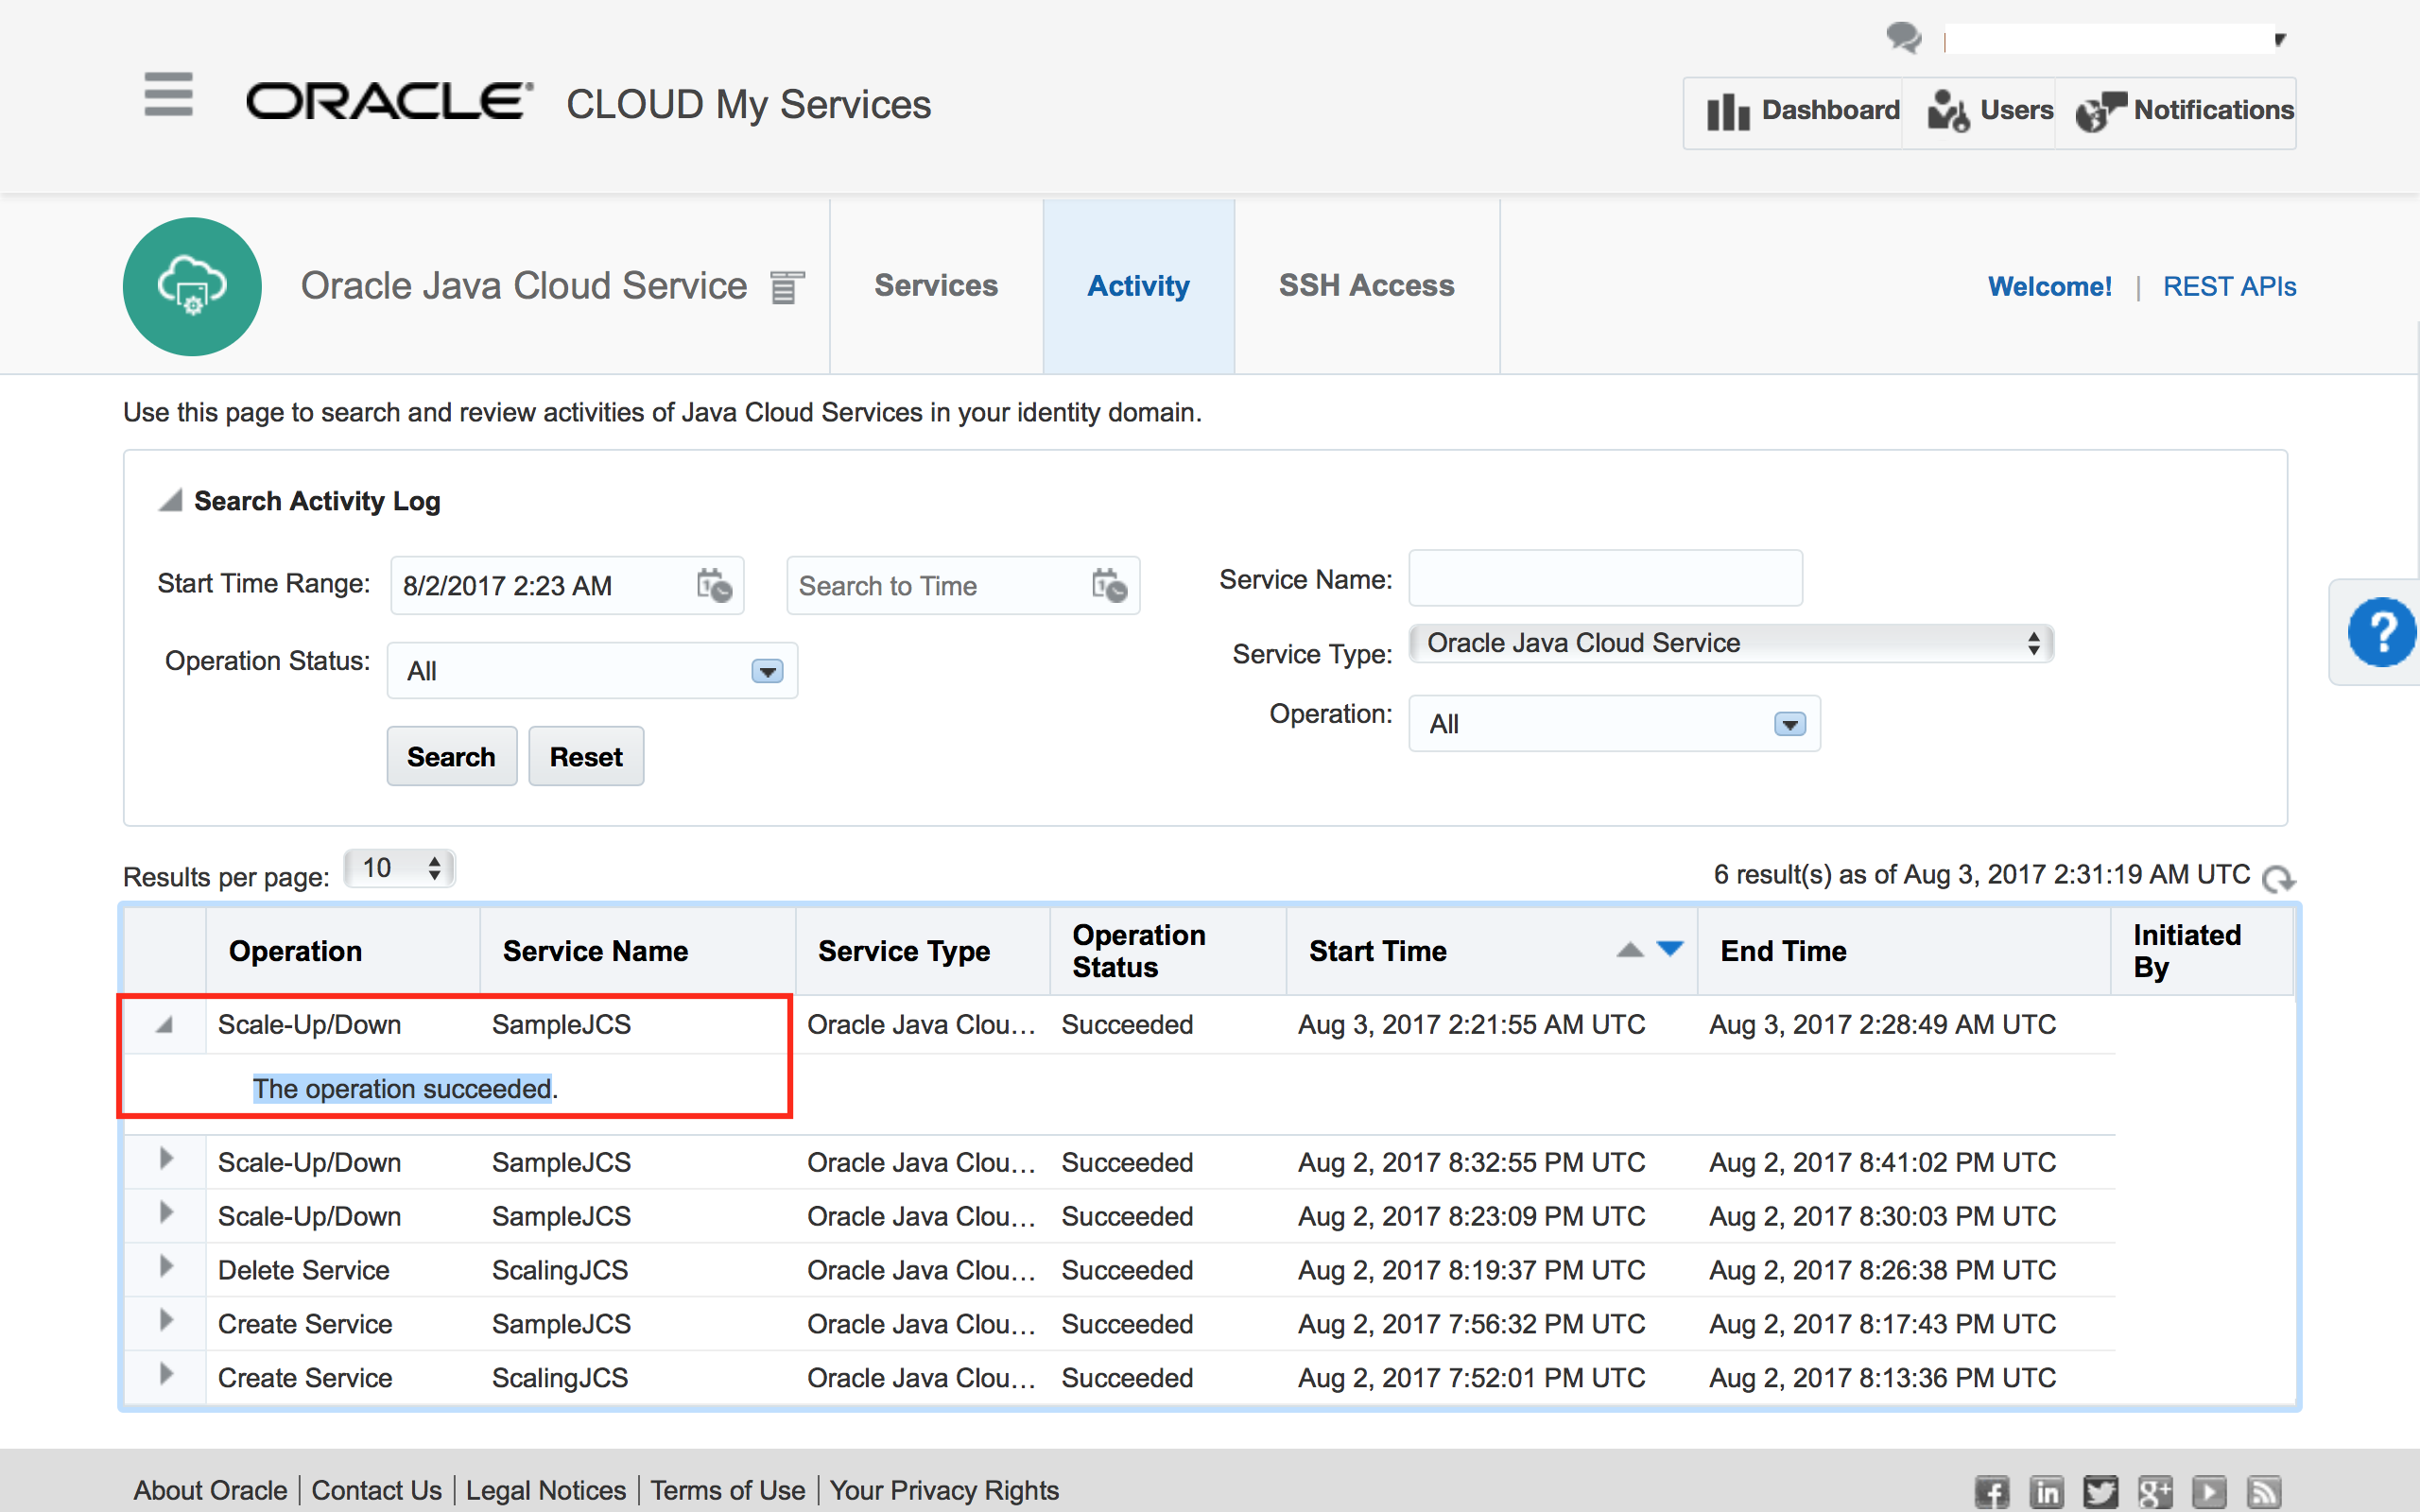 ORACLE CLOUD My Services
Dashboard Users Notifications
Oracle Java Cloud Service Services Activity SSH Access Welcome! | REST APIs
Use this page to search and review activities of Java Cloud Services in your identity domain.
Search Activity Log
Start Time Range: 8/2/2017 2:23 AM Search to Time Service Name:
Operation Status: All Service Type: Oracle Java Cloud Service
Operation: All
Search Reset
Results per page: 10 6 result(s) as of Aug 3, 2017 2:31:19 AM UTC
Operation Service Name Service Type Operation Status Start Time End Time Initiated By
Scale-Up/Down SampleJCS Oracle Java Clou... Succeeded Aug 3, 2017 2:21:55 AM UTC Aug 3, 2017 2:28:49 AM UTC
The operation succeeded.
Scale-Up/Down SampleJCS Oracle Java Clou... Succeeded Aug 2, 2017 8:32:55 PM UTC Aug 2, 2017 8:41:02 PM UTC
Scale-Up/Down SampleJCS Oracle Java Clou... Succeeded Aug 2, 2017 8:23:09 PM UTC Aug 2, 2017 8:30:03 PM UTC
Delete Service ScalingJCS Oracle Java Clou... Succeeded Aug 2, 2017 8:19:37 PM UTC Aug 2, 2017 8:26:38 PM UTC
Create Service SampleJCS Oracle Java Clou... Succeeded Aug 2, 2017 7:56:32 PM UTC Aug 2, 2017 8:17:43 PM UTC
Create Service ScalingJCS Oracle Java Clou... Succeeded Aug 2, 2017 7:52:01 PM UTC Aug 2, 2017 8:13:36 PM UTC
About Oracle | Contact Us | Legal Notices | Terms of Use | Your Privacy Rights